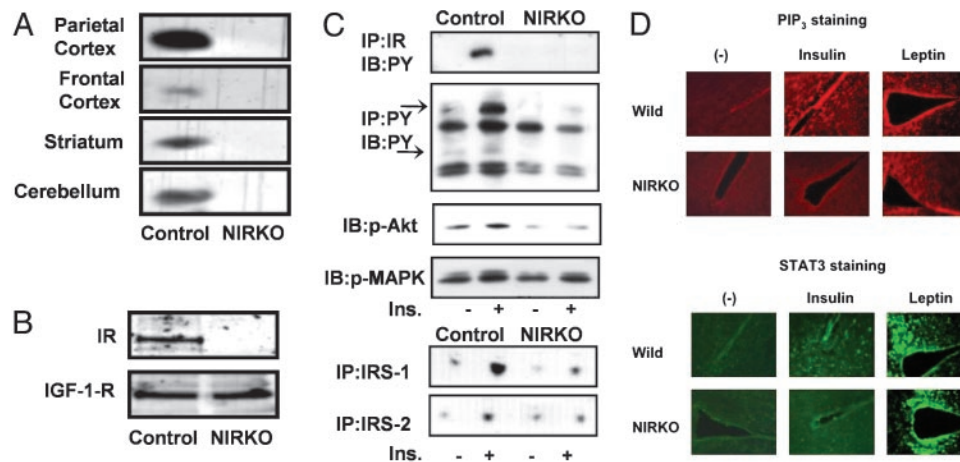 A
Parietal
Cortex
Frontal
Cortex
Striatum
Cerebellum
Control NIRKO
B
IR
IGF-1-R
Control NIRKO
C
Control NIRKO
IP:IR
IB:PY
IP:PY
IB:PY
IB:p-Akt
IB:p-MAPK
Ins. - + - +
Control NIRKO
IP:IRS-1
IP:IRS-2
Ins. - + - +
D
PIP3 staining
(-) Insulin Leptin
Wild
NIRKO
STAT3 staining
(-) Insulin Leptin
Wild
NIRKO